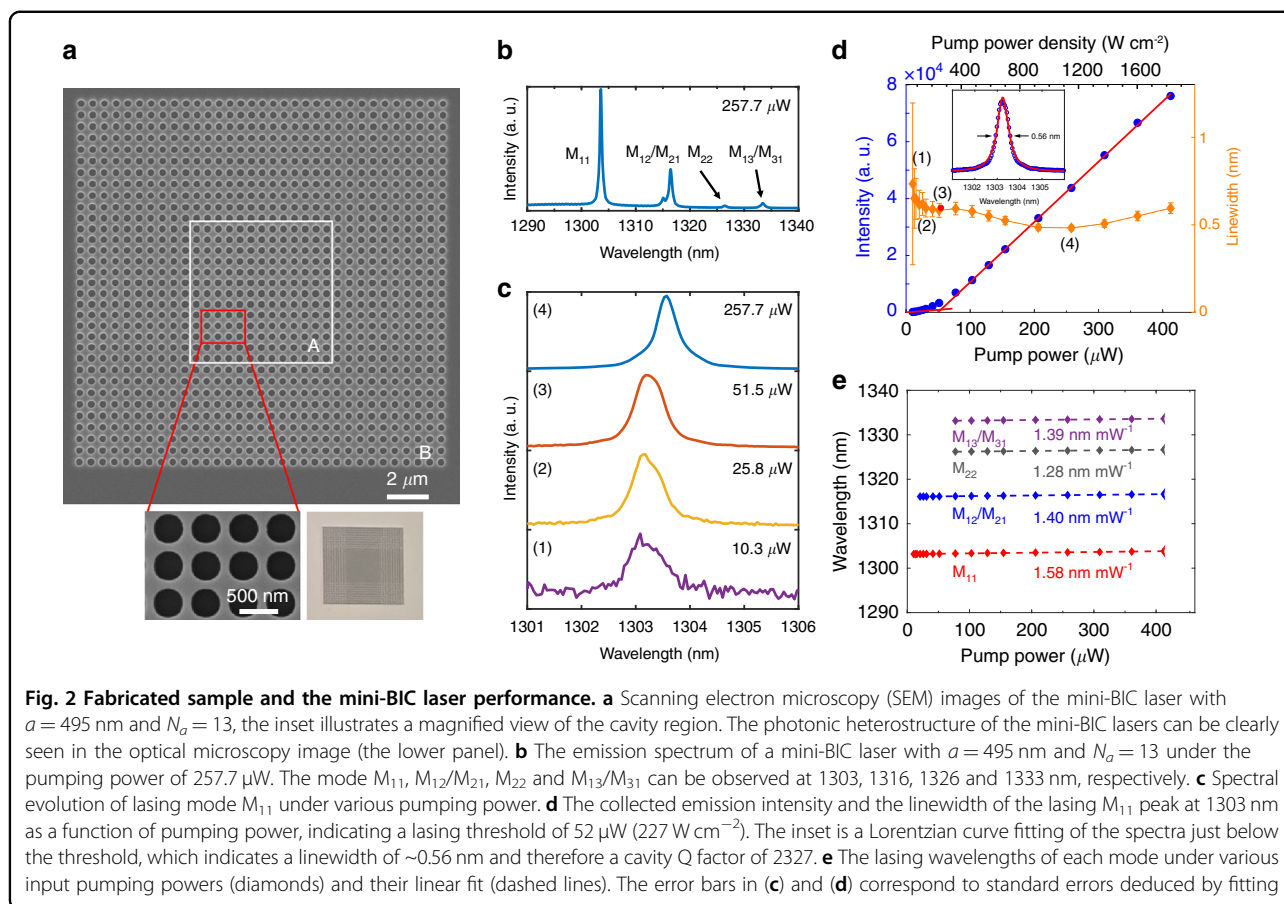 a
A
B
2 μm
500 nm
b
Intensity (a. u.)
257.7 μW
M11
M12/M21
M22
M13/M31
1290 1300 1310 1320 1330 1340
Wavelength (nm)
c
Intensity (a. u.)
(4) 257.7 μW
(3) 51.5 μW
(2) 25.8 μW
(1) 10.3 μW
1301 1302 1303 1304 1305 1306
Wavelength (nm)
d
Pump power density (W cm-2)
×10⁴ 400 800 1200 1600
8
6
4
2
0
Intensity (a. u.)
(1)
(2)
(3)
(4)
0.56 nm
1302 1303 1304 1305
Wavelength (nm)
1
0.5
0
Linewidth (nm)
0 100 200 300 400
Pump power (μW)
e
1340
1330
1320
1310
1300
1290
Wavelength (nm)
M13/M31 1.39 nm mW-1
M22 1.28 nm mW-1
M12/M21 1.40 nm mW-1
M11 1.58 nm mW-1
0 100 200 300 400
Pump power (μW)
Fig. 2 Fabricated sample and the mini-BIC laser performance. a Scanning electron microscopy (SEM) images of the mini-BIC laser with
a = 495 nm and Na = 13, the inset illustrates a magnified view of the cavity region. The photonic heterostructure of the mini-BIC lasers can be clearly
seen in the optical microscopy image (the lower panel). b The emission spectrum of a mini-BIC laser with a = 495 nm and Na = 13 under the
pumping power of 257.7 μW. The mode M11, M12/M21, M22 and M13/M31 can be observed at 1303, 1316, 1326 and 1333 nm, respectively. c Spectral
evolution of lasing mode M11 under various pumping power. d The collected emission intensity and the linewidth of the lasing M11 peak at 1303 nm
as a function of pumping power, indicating a lasing threshold of 52 μW (227 W cm−2). The inset is a Lorentzian curve fitting of the spectra just below
the threshold, which indicates a linewidth of ~0.56 nm and therefore a cavity Q factor of 2327. e The lasing wavelengths of each mode under various
input pumping powers (diamonds) and their linear fit (dashed lines). The error bars in (c) and (d) correspond to standard errors deduced by fitting